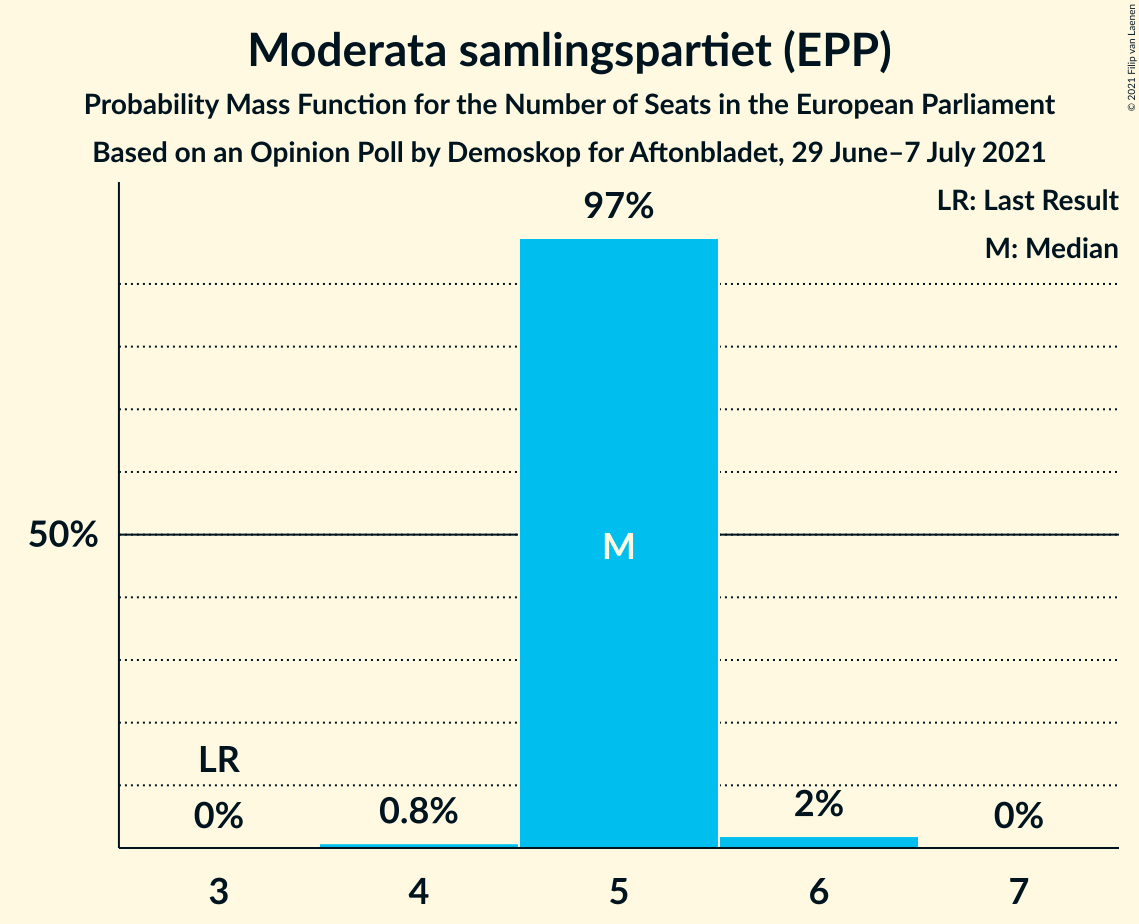 Moderata samlingspartiet (EPP)
Probability Mass Function for the Number of Seats in the European Parliament
Based on an Opinion Poll by Demoskop for Aftonbladet, 29 June–7 July 2021
© 2021 Filip van Laenen
LR: Last Result
M: Median
97%
50%
M
LR
0%
0.8%
2%
0%
3
4
5
6
7